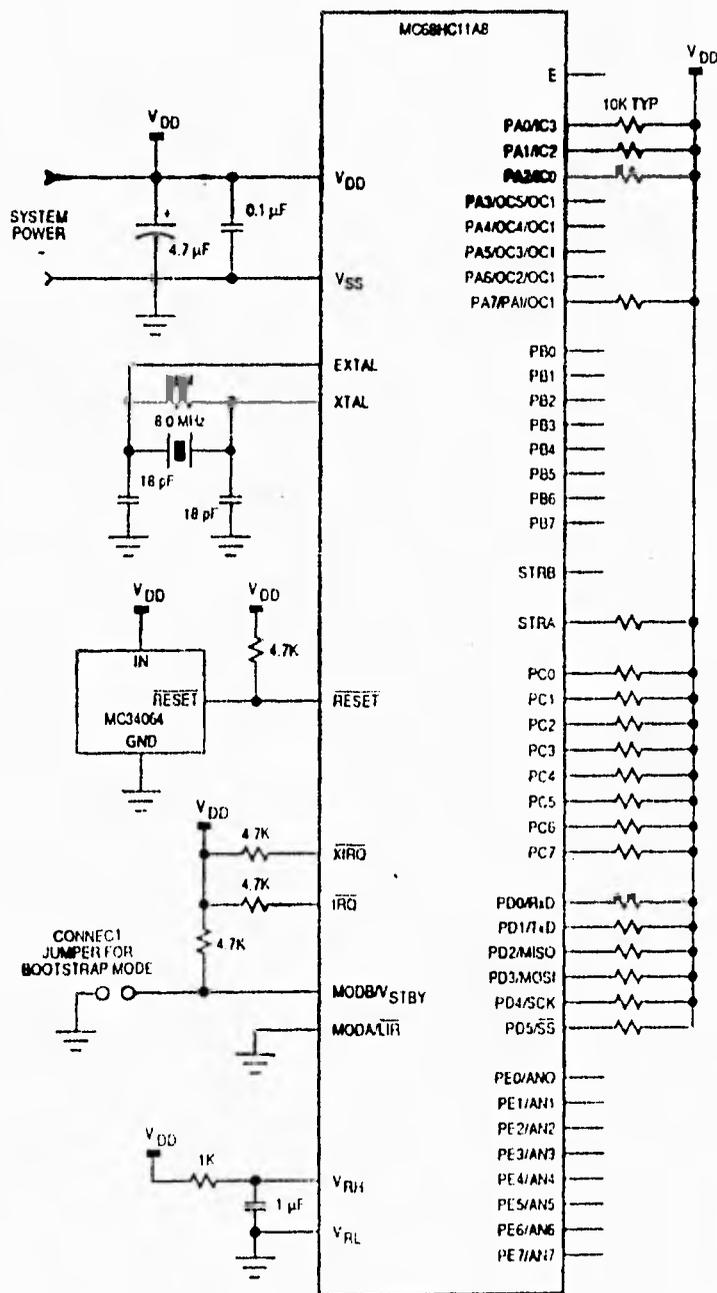 MC68HC11A8
E
VDD
10K TYP
PA0/IC3
PA1/IC2
PA2/IC0
PA3/OC5/OC1
PA4/OC4/OC1
PA5/OC3/OC1
PA6/OC2/OC1
PA7/PAI/OC1
VDD
VDD
SYSTEM
POWER
+
4.7 µF
0.1 µF
VSS
EXTAL
XTAL
8.0 MHz
18 pF
18 pF
PB0
PB1
PB2
PB3
PB4
PB5
PB6
PB7
STRB
STRA
VDD
VDD
4.7K
IN
RESET
MC34064
GND
RESET
PC0
PC1
PC2
PC3
PC4
PC5
PC6
PC7
VDD
4.7K
XIRQ
4.7K
IRQ
4.7K
CONNECT
JUMPER FOR
BOOTSTRAP MODE
MODB/VSTBY
MODA/LIR
PD0/RxD
PD1/TxD
PD2/MISO
PD3/MOSI
PD4/SCK
PD5/SS
PE0/AN0
PE1/AN1
PE2/AN2
PE3/AN3
PE4/AN4
PE5/AN5
PE6/AN6
PE7/AN7
VDD
1K
VRH
1 µF
VRL